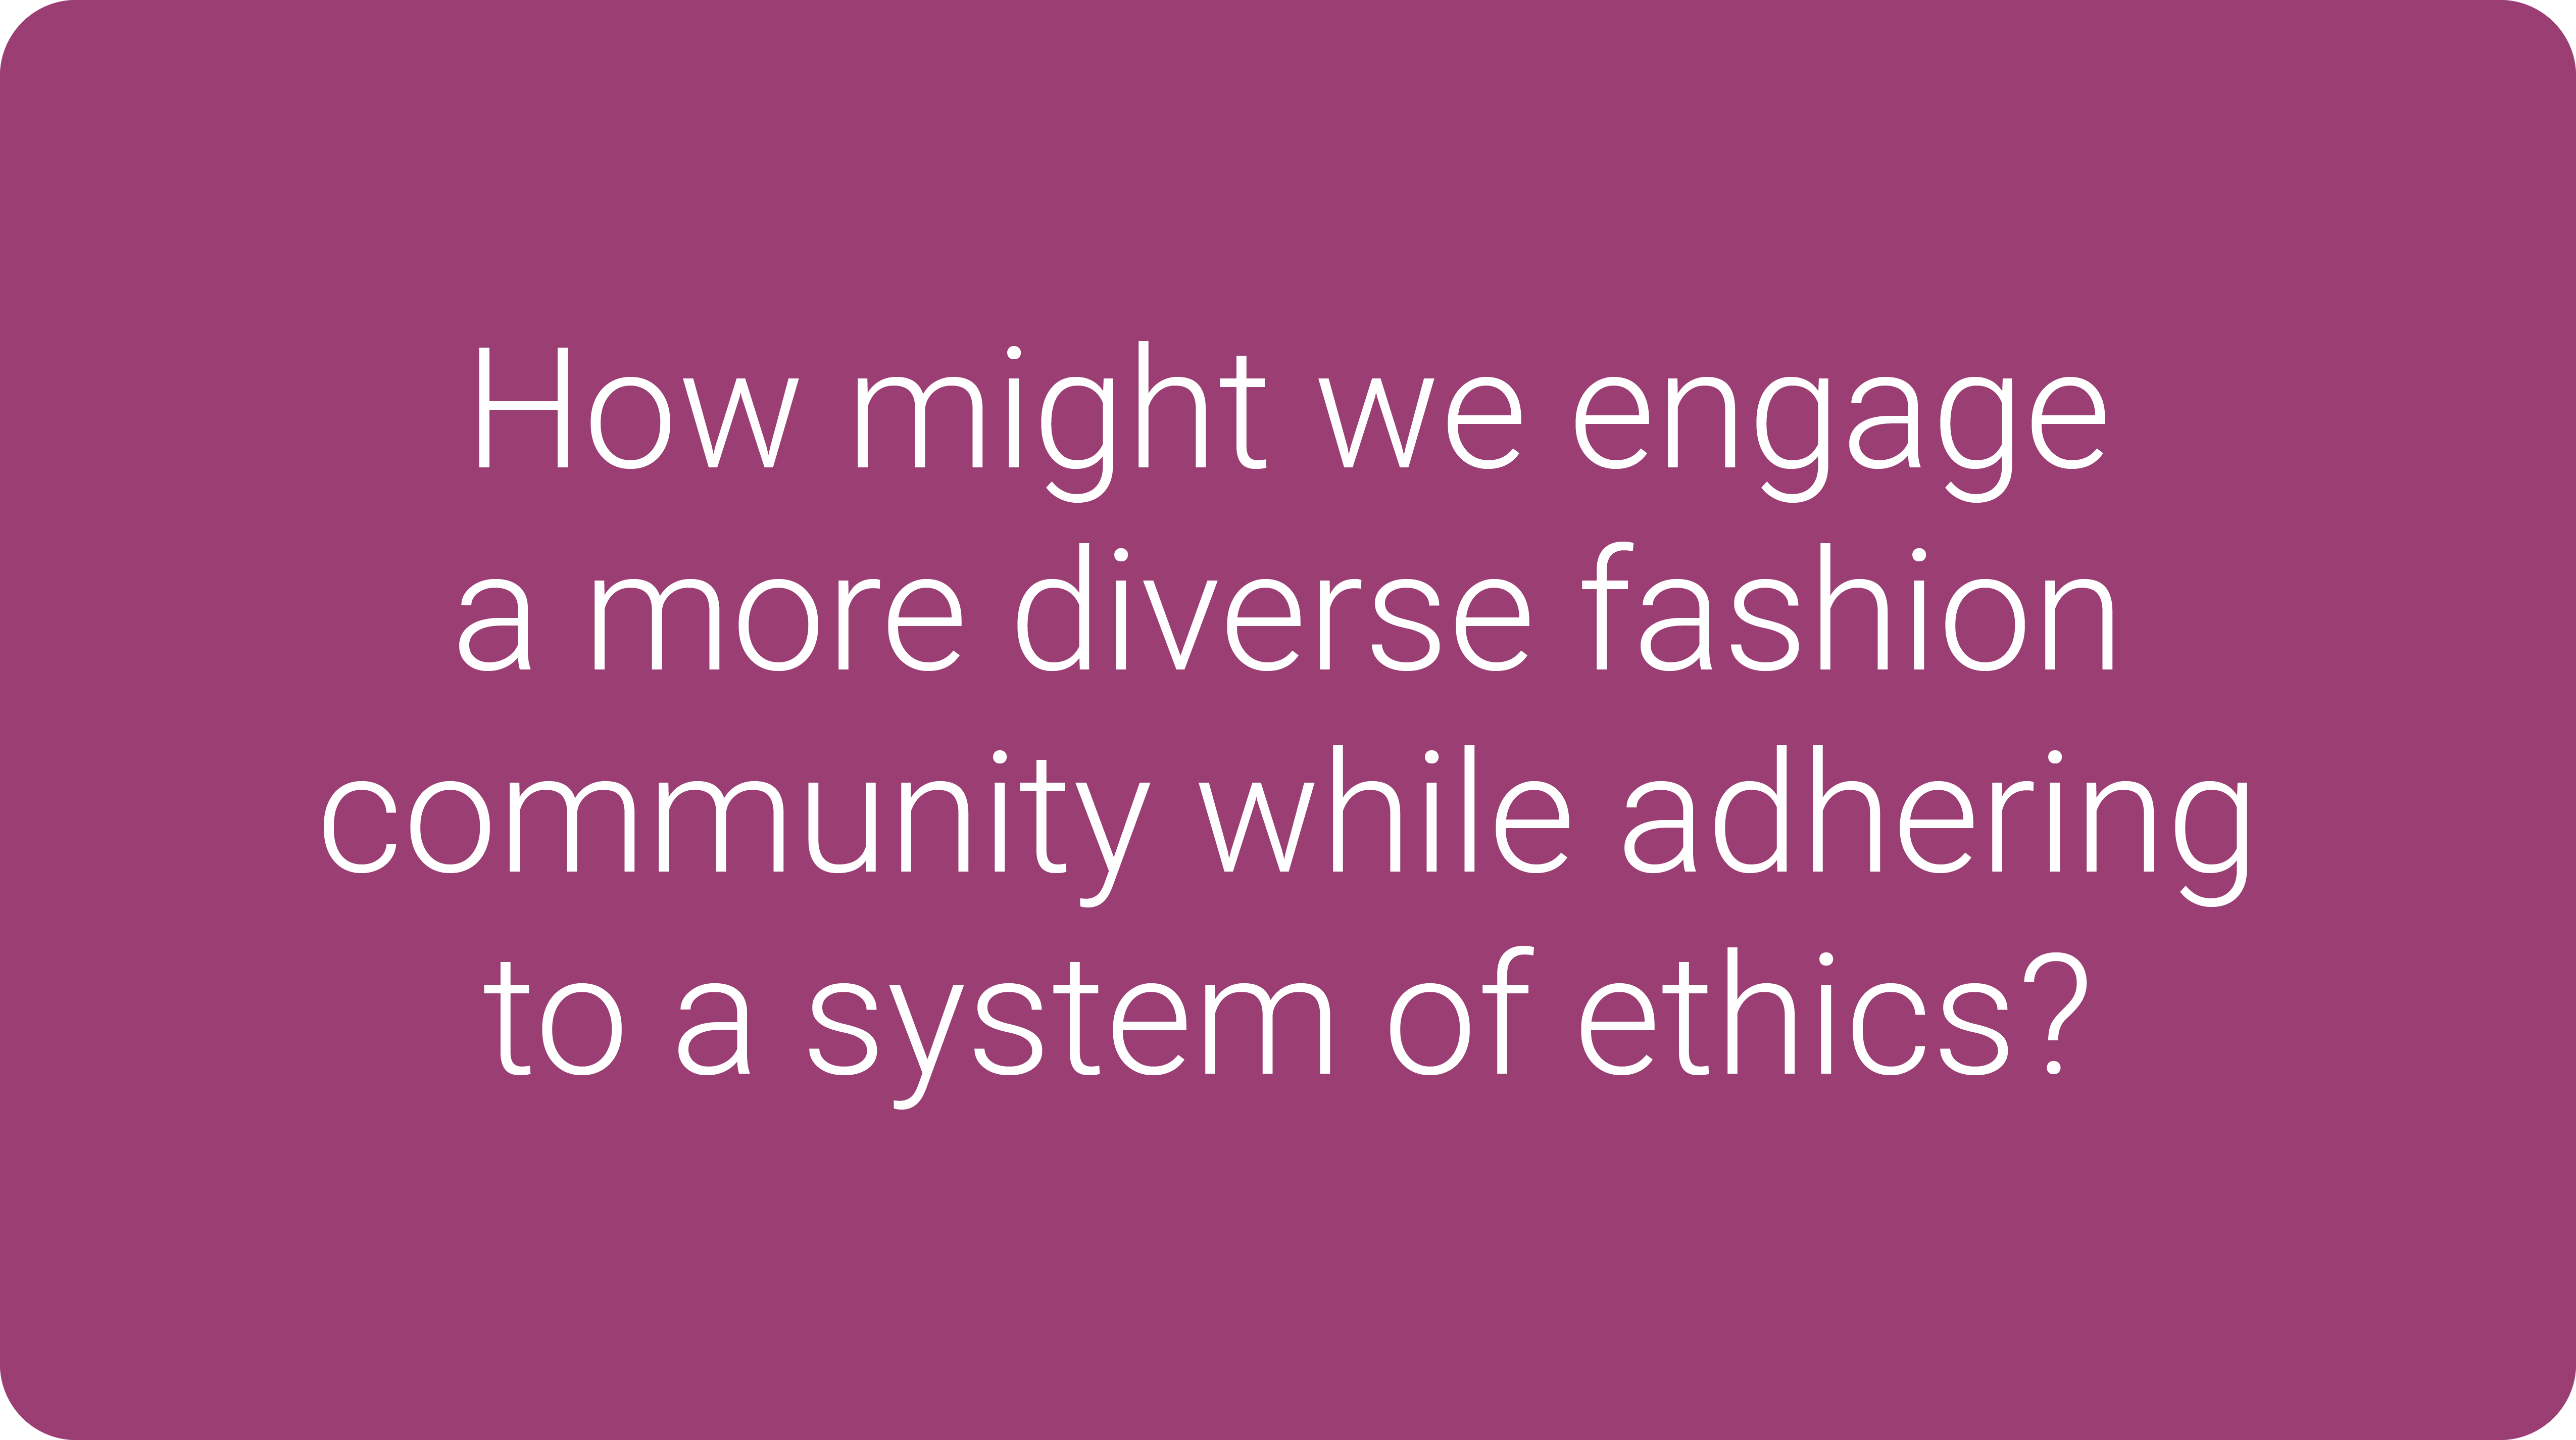 How might we engage
a more diverse fashion
community while adhering
to a system of ethics?